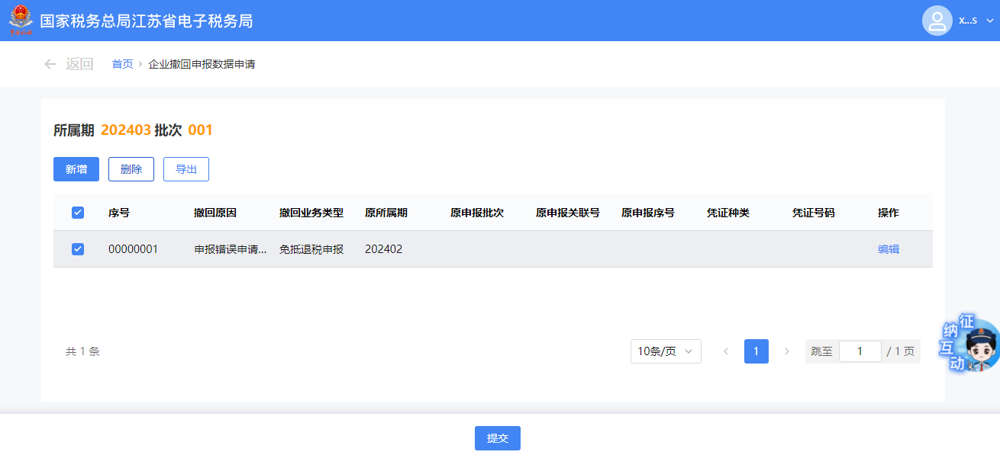 国家税务总局江苏省电子税务局
x...s
返回 首页 企业撤回申报数据申请
所属期 202403 批次 001
新增 删除 导出
序号 撤回原因 撤回业务类型 原所属期 原申报批次 原申报关联号 原申报序号 凭证种类 凭证号码 操作
00000001 申报错误申请... 免抵退税申报 202402 编辑
征纳互动
共 1 条 10条/页 1 跳至 1 / 1 页
提交